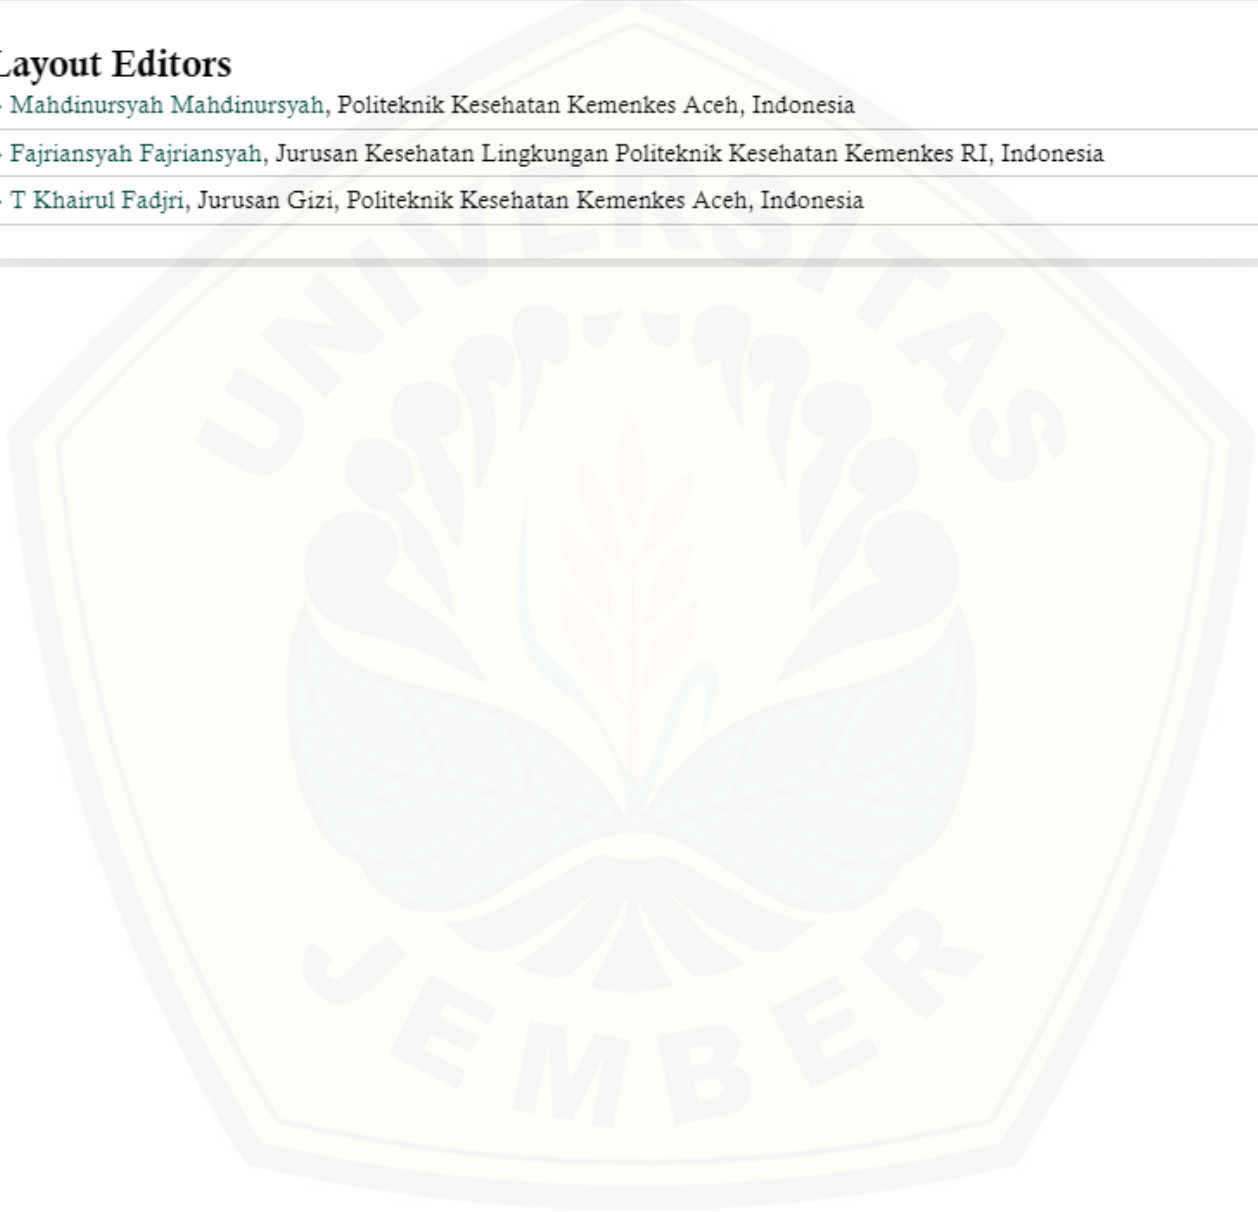 Layout Editors
Mahdinursyah Mahdinursyah, Politeknik Kesehatan Kemenkes Aceh, Indonesia
Fajriansyah Fajriansyah, Jurusan Kesehatan Lingkungan Politeknik Kesehatan Kemenkes RI, Indonesia
T Khairul Fadjri, Jurusan Gizi, Politeknik Kesehatan Kemenkes Aceh, Indonesia
UNIVERSITAS
JEMBER